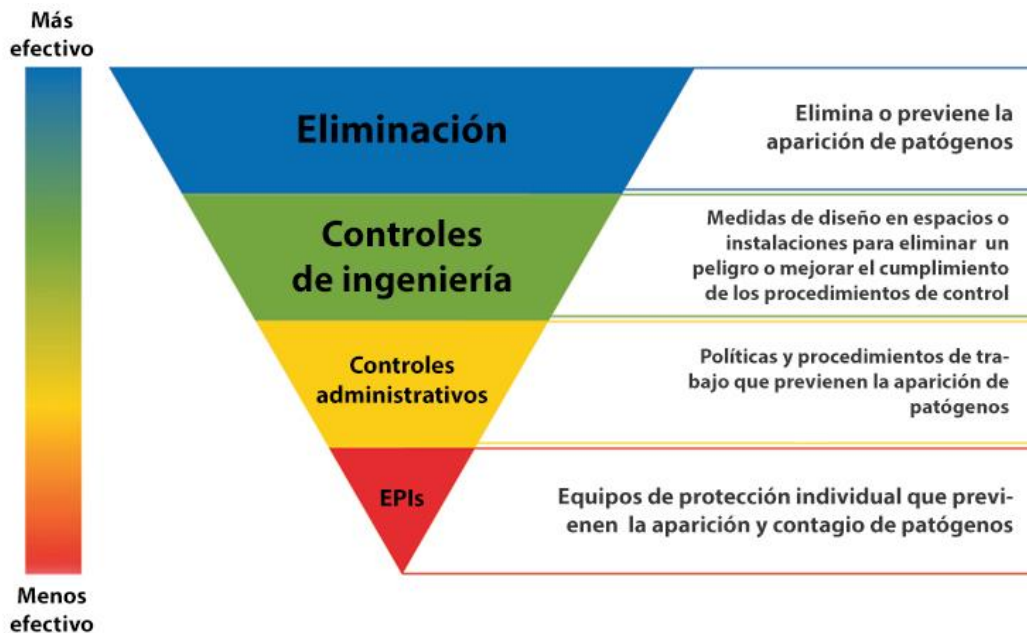 Más
efectivo
Eliminación
Elimina o previene la
aparición de patógenos
Controles
de ingeniería
Medidas de diseño en espacios o
instalaciones para eliminar un
peligro o mejorar el cumplimiento
de los procedimientos de control
Controles
administrativos
Políticas y procedimientos de tra-
bajo que previenen la aparición de
patógenos
EPIs
Equipos de protección individual que previ-
enen la aparición y contagio de patógenos
Menos
efectivo